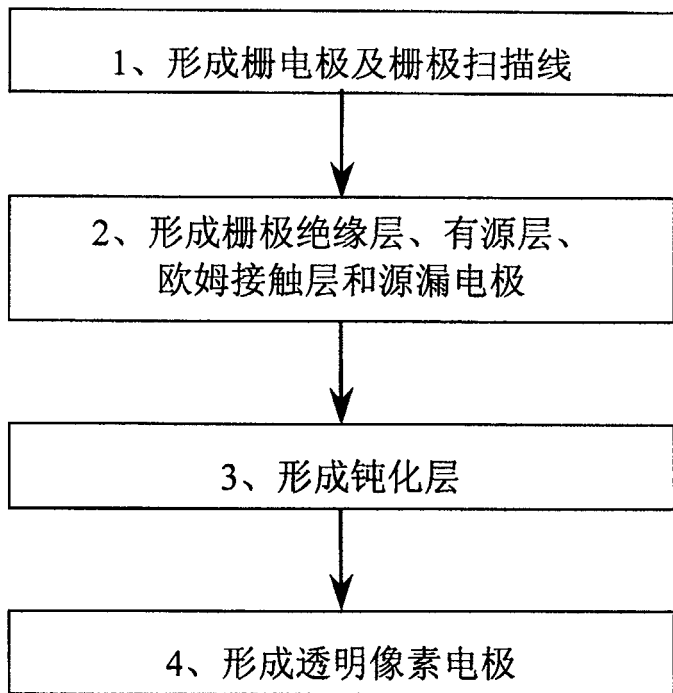 1、形成栅电极及栅极扫描线
2、形成栅极绝缘层、有源层、
欧姆接触层和源漏电极
3、形成钝化层
4、形成透明像素电极